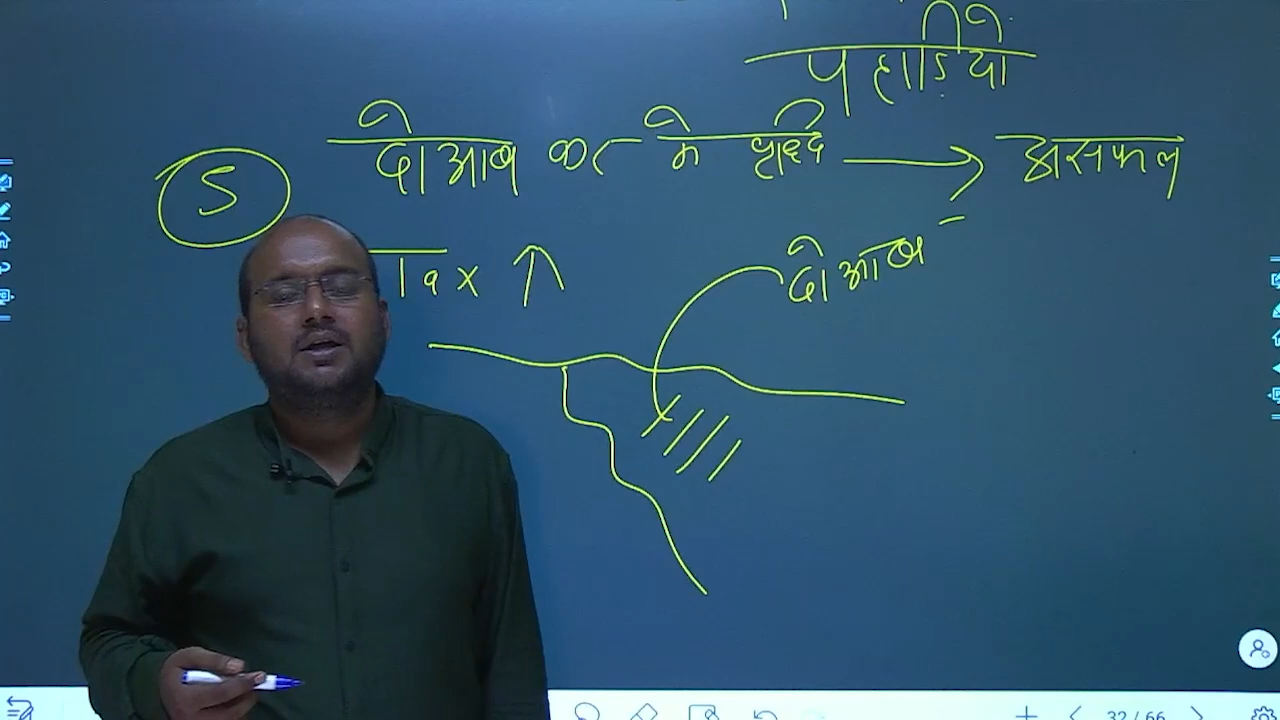 पहाड़ियो
5 दोआब कर मे वृद्धि → असफल
Tax ↑
दोआब
32 / 66